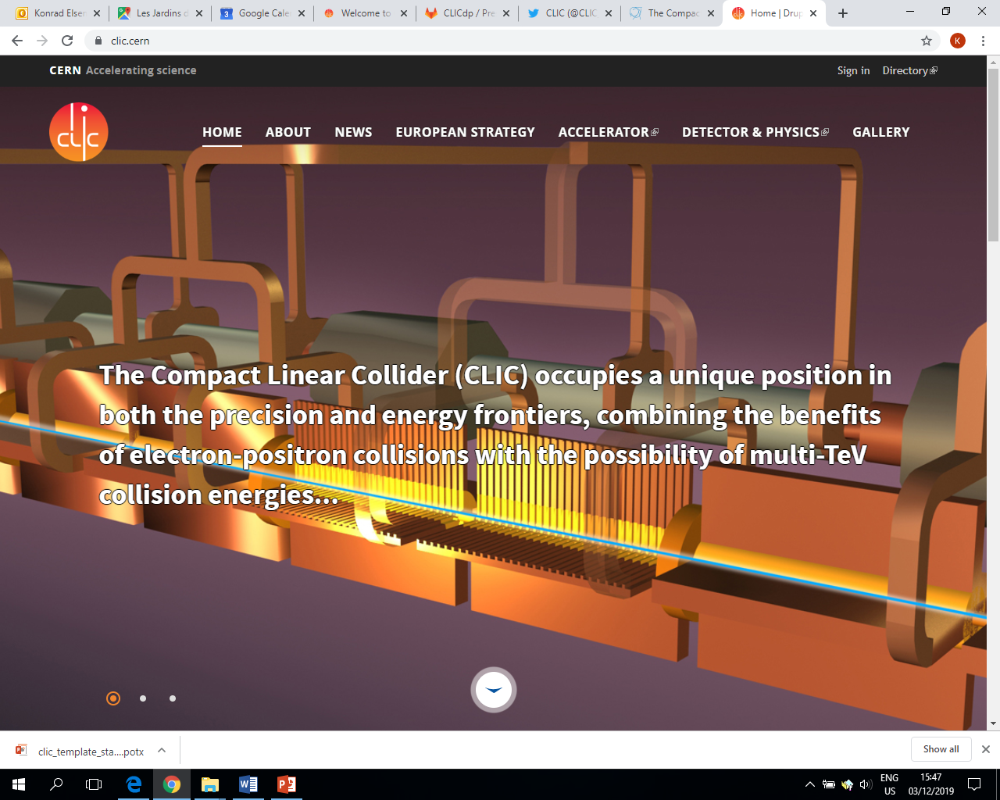 Konrad Elser
Les Jardins d
Google Cale
Welcome to
CLICdp / Pre
CLIC (@CLIC
The Compac
Home | Drup
clic.cern
K
CERN Accelerating science
Sign in
Directory
clic
HOME
ABOUT
NEWS
EUROPEAN STRATEGY
ACCELERATOR
DETECTOR & PHYSICS
GALLERY
The Compact Linear Collider (CLIC) occupies a unique position in
both the precision and energy frontiers, combining the benefits
of electron-positron collisions with the possibility of multi-TeV
collision energies...
clic_template_sta....potx
Show all
ENG
US
15:47
03/12/2019